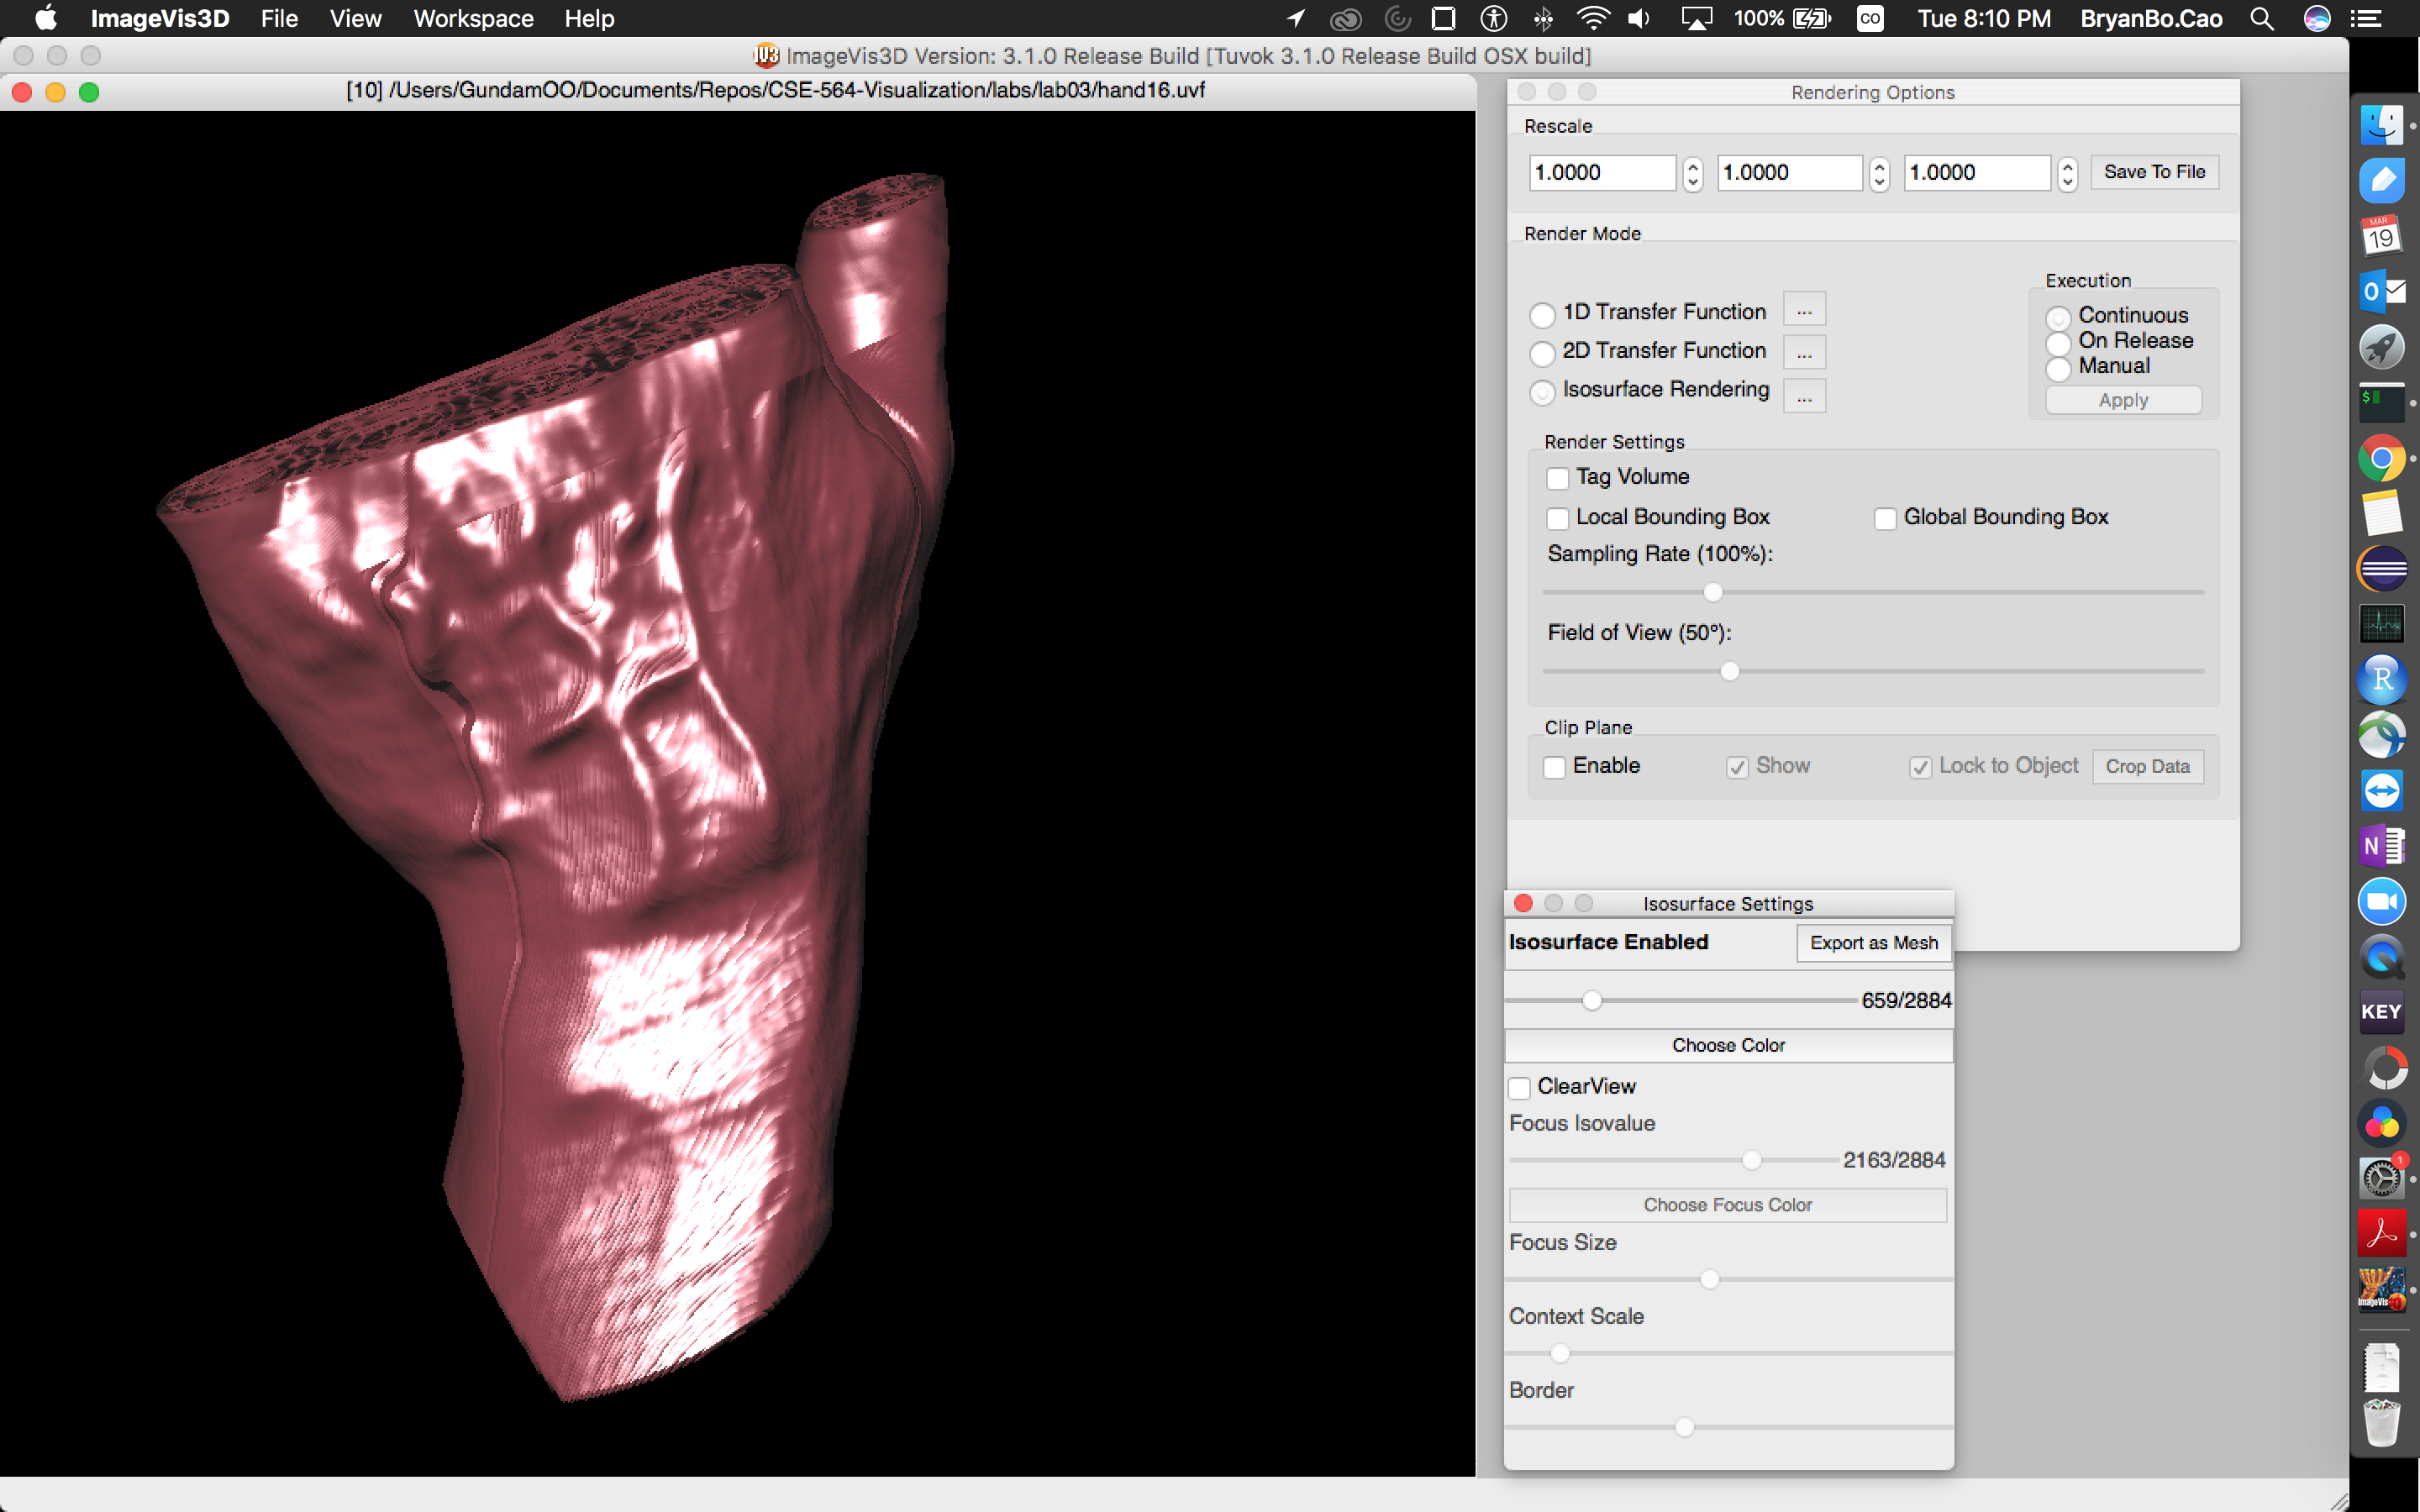 ImageVis3D File View Workspace Help 100% CO Tue 8:10 PM BryanBo.Cao
1V3 ImageVis3D Version: 3.1.0 Release Build [Tuvok 3.1.0 Release Build OSX build]
[10] /Users/GundamOO/Documents/Repos/CSE-564-Visualization/labs/lab03/hand16.uvf
Rendering Options
Rescale
1.0000 1.0000 1.0000 Save To File
Render Mode
Execution
1D Transfer Function ...
2D Transfer Function ...
Isosurface Rendering ...
Continuous
On Release
Manual
Apply
Render Settings
Tag Volume
Local Bounding Box Global Bounding Box
Sampling Rate (100%):
Field of View (50°):
Clip Plane
Enable Show Lock to Object Crop Data
Isosurface Settings
Isosurface Enabled Export as Mesh
659/2884
Choose Color
ClearView
Focus Isovalue
2163/2884
Choose Focus Color
Focus Size
Context Scale
Border
MAR
19
O
$
R
N
KEY
1
ImageVis